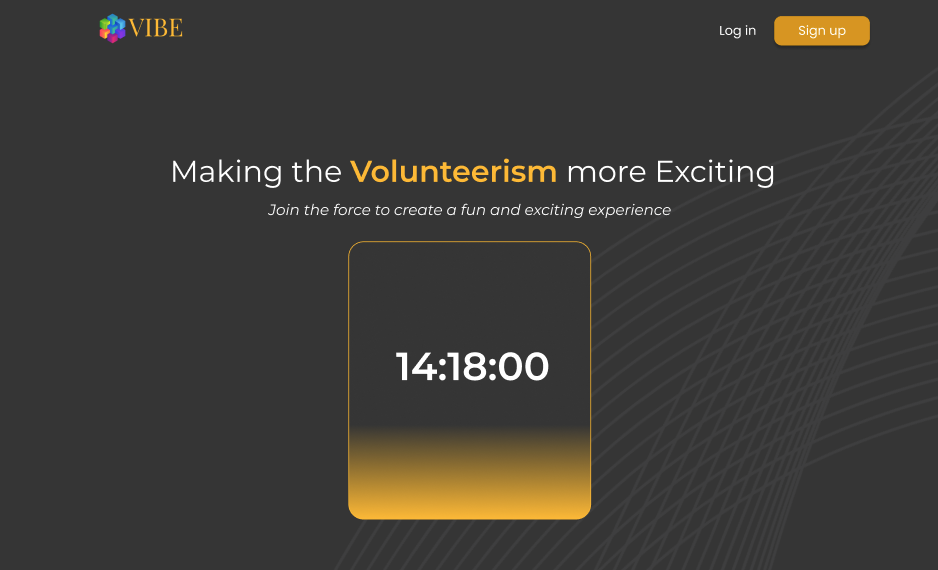 VIBE
Log in
Sign up
Making the Volunteerism more Exciting
Join the force to create a fun and exciting experience
14:18:00